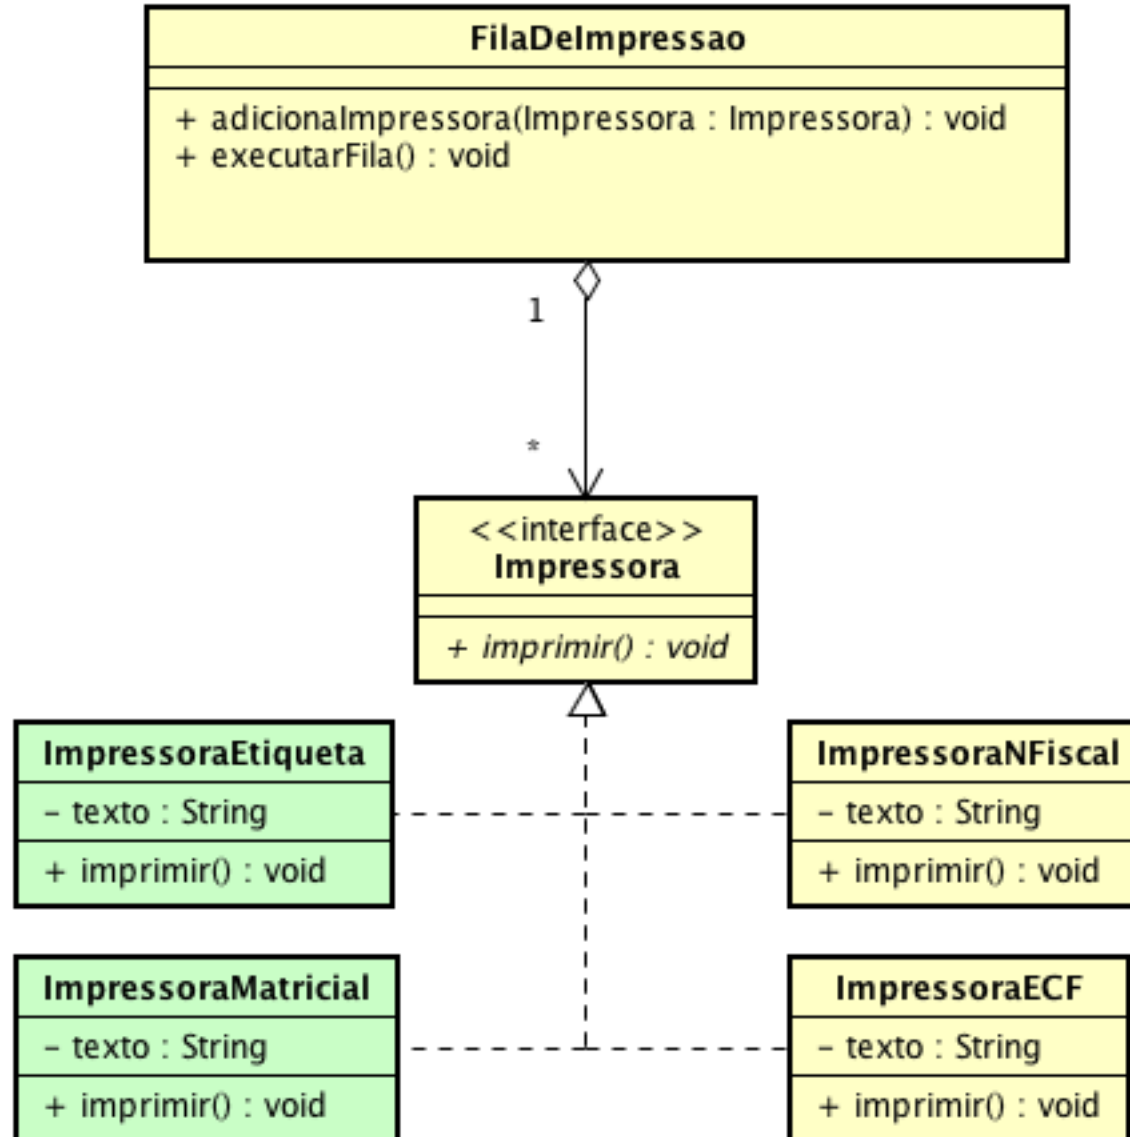 FilaDeImpressao
+ adicionaImpressora(Impressora : Impressora) : void
+ executarFila() : void
1
*
<<interface>>
Impressora
+ imprimir() : void
ImpressoraEtiqueta
– texto : String
+ imprimir() : void
ImpressoraNFiscal
– texto : String
+ imprimir() : void
ImpressoraMatricial
– texto : String
+ imprimir() : void
ImpressoraECF
– texto : String
+ imprimir() : void